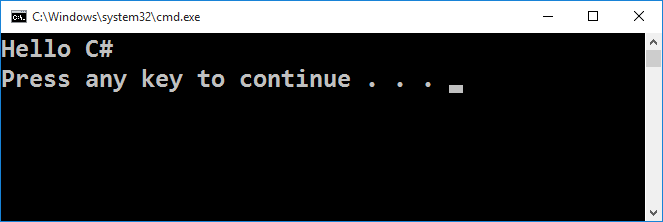 C:\Windows\system32\cmd.exe
Hello C#
Press any key to continue . . .